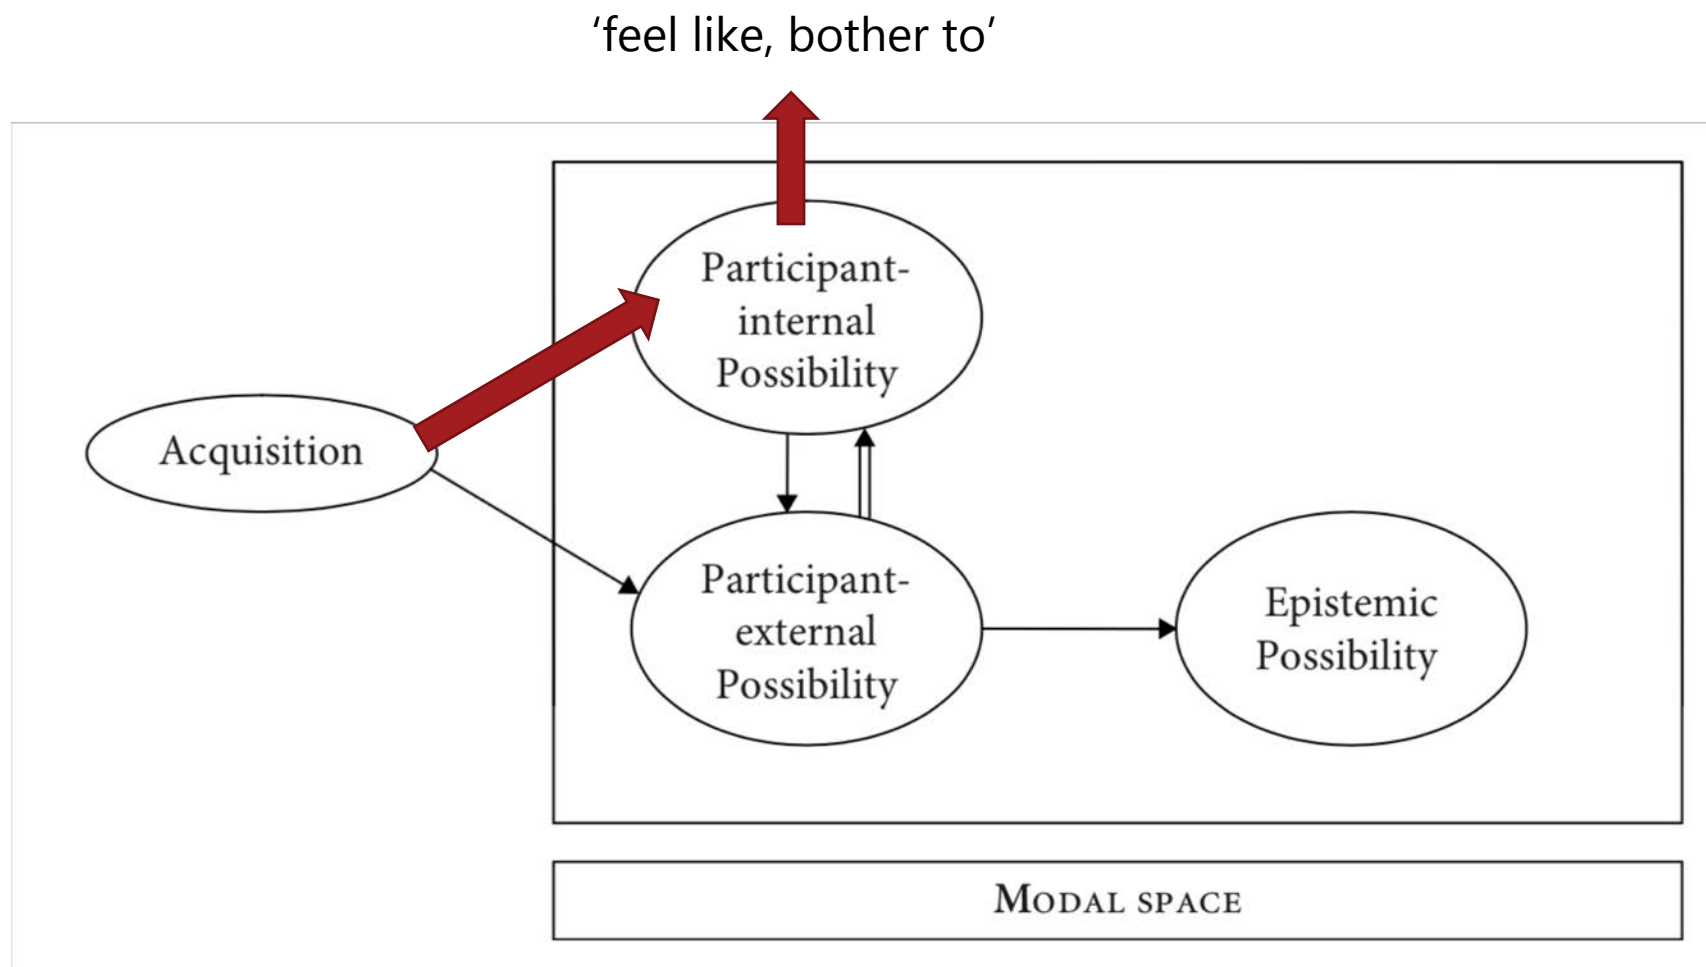 ‘feel like, bother to‘
Participant-
internal
Possibility
Acquisition
Participant-
external
Possibility
Epistemic
Possibility
MODAL SPACE